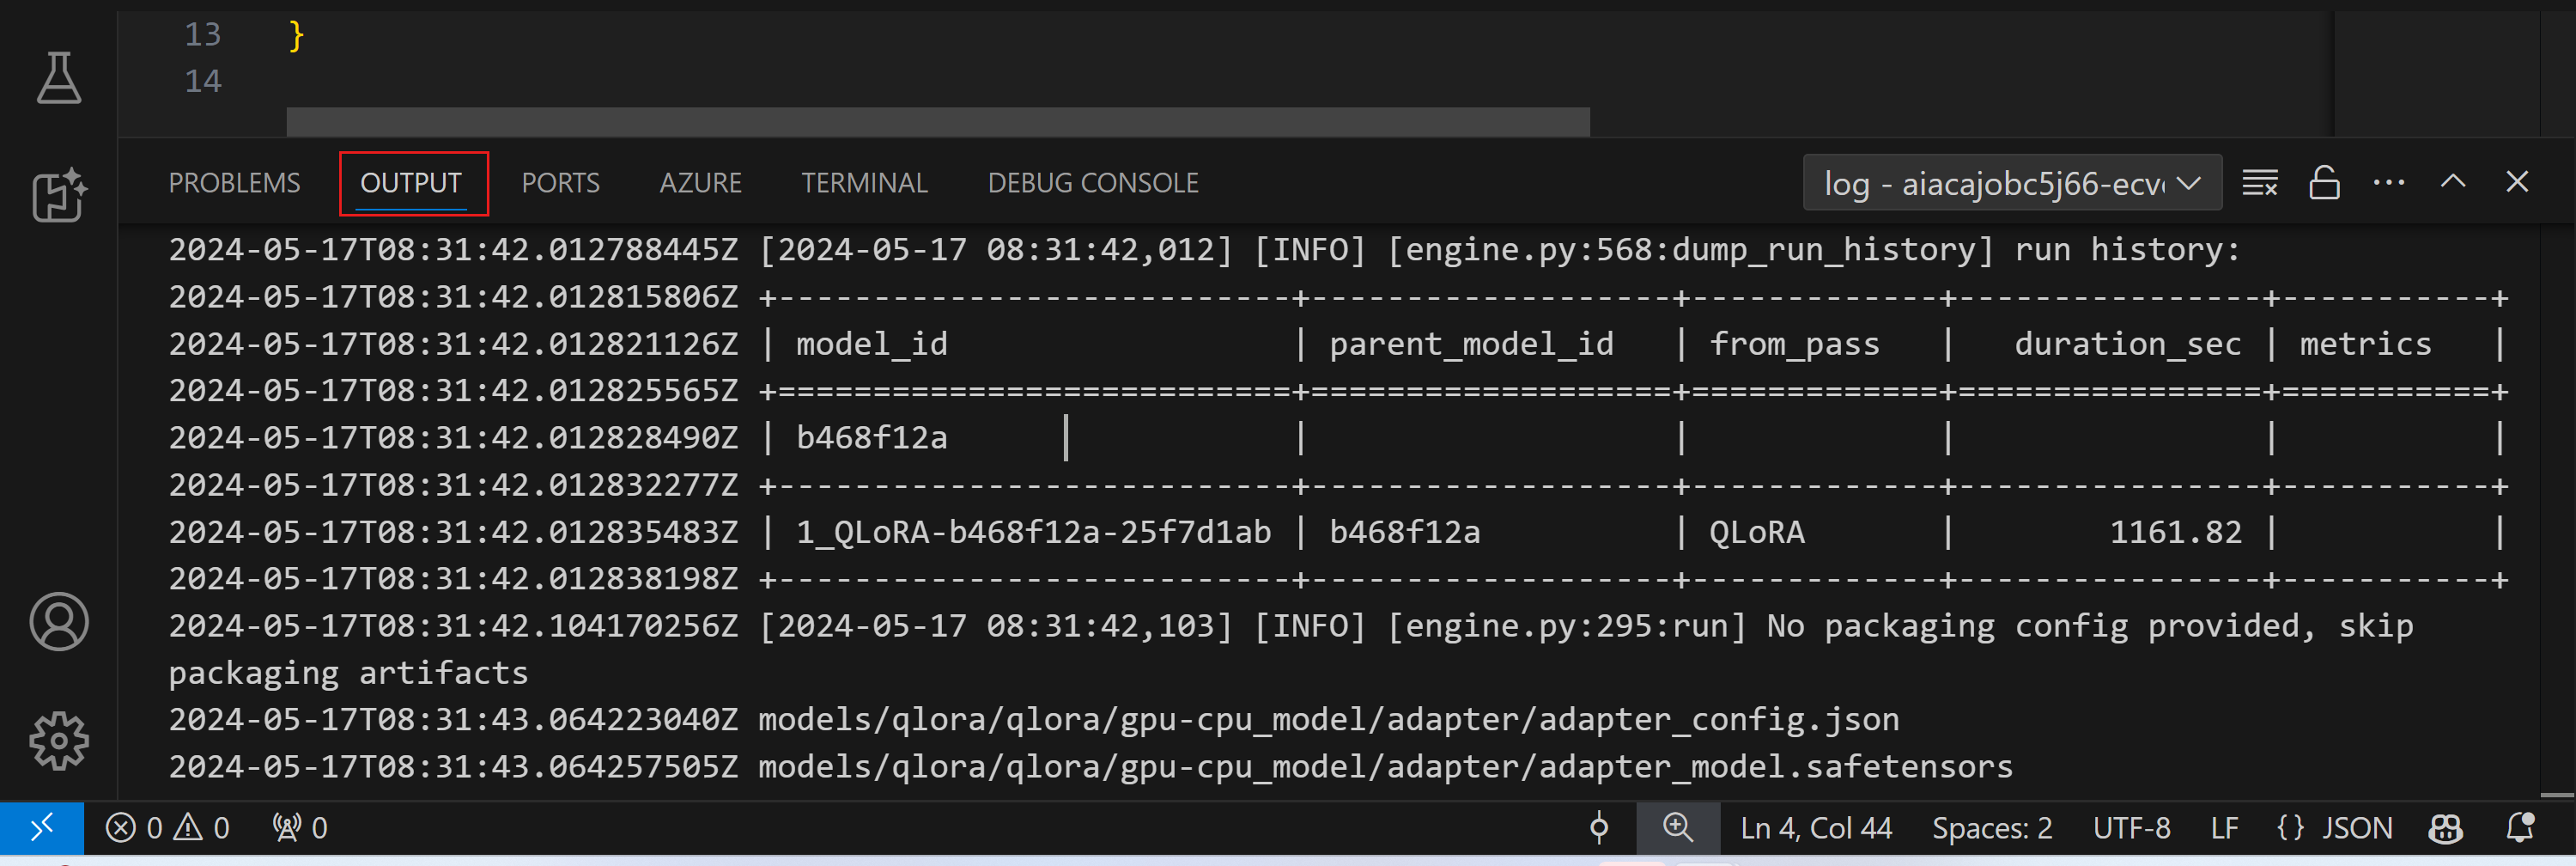 13 }
14
PROBLEMS OUTPUT PORTS AZURE TERMINAL DEBUG CONSOLE log - aiacajobc5j66-ecv
2024-05-17T08:31:42.012788445Z [2024-05-17 08:31:42,012] [INFO] [engine.py:568:dump_run_history] run history:
2024-05-17T08:31:42.012815806Z +---------------------------+-------------------+-------------+----------------+-----------+
2024-05-17T08:31:42.012821126Z | model_id                  | parent_model_id   | from_pass   |   duration_sec | metrics   |
2024-05-17T08:31:42.012825565Z +===========================+===================+=============+================+===========+
2024-05-17T08:31:42.012828490Z | b468f12a                  |                   |             |                |           |
2024-05-17T08:31:42.012832277Z +---------------------------+-------------------+-------------+----------------+-----------+
2024-05-17T08:31:42.012835483Z | 1_QLoRA-b468f12a-25f7d1ab | b468f12a          | QLoRA       |        1161.82 |           |
2024-05-17T08:31:42.012838198Z +---------------------------+-------------------+-------------+----------------+-----------+
2024-05-17T08:31:42.104170256Z [2024-05-17 08:31:42,103] [INFO] [engine.py:295:run] No packaging config provided, skip
packaging artifacts
2024-05-17T08:31:43.064223040Z models/qlora/qlora/gpu-cpu_model/adapter/adapter_config.json
2024-05-17T08:31:43.064257505Z models/qlora/qlora/gpu-cpu_model/adapter/adapter_model.safetensors
0 0 0 Ln 4, Col 44 Spaces: 2 UTF-8 LF {} JSON